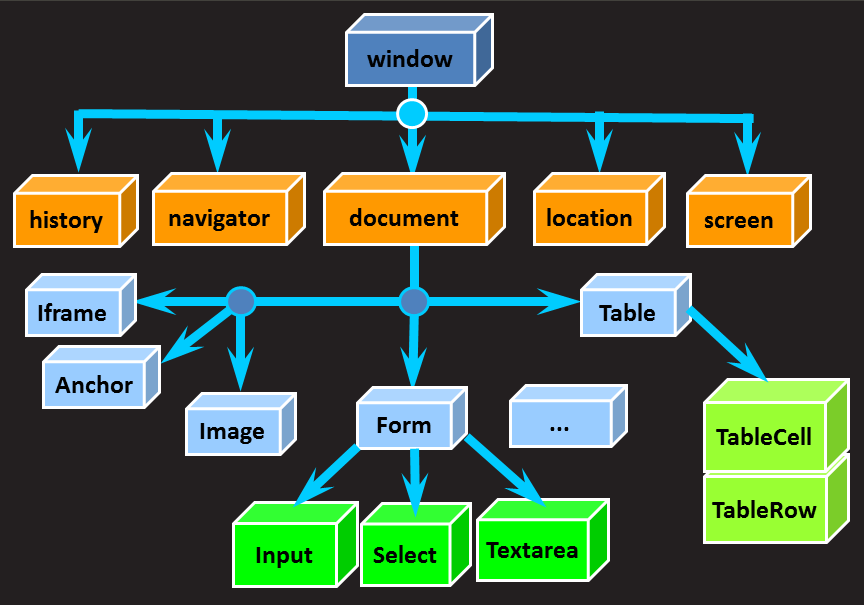 window
history
navigator
document
location
screen
Iframe
Table
Anchor
Image
Form
...
TableCell
TableRow
Input
Select
Textarea